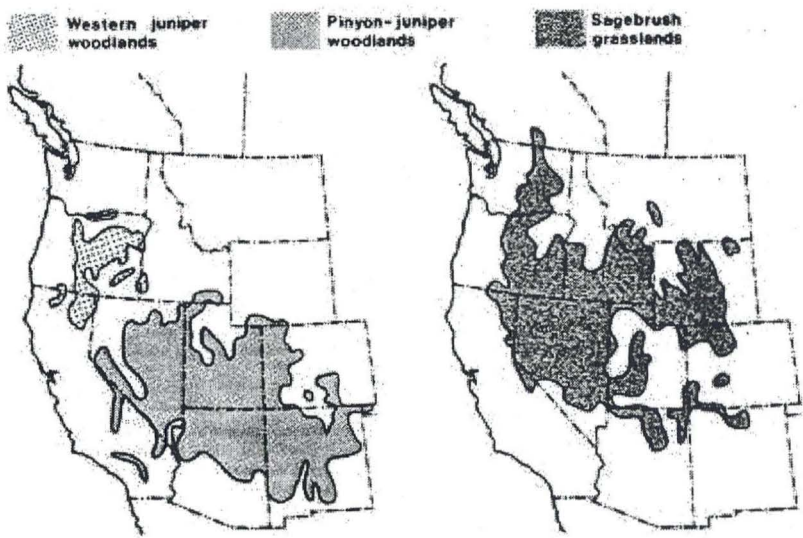 Western juniper
woodlands
Pinyon-juniper
woodlands
Sagebrush
grasslands